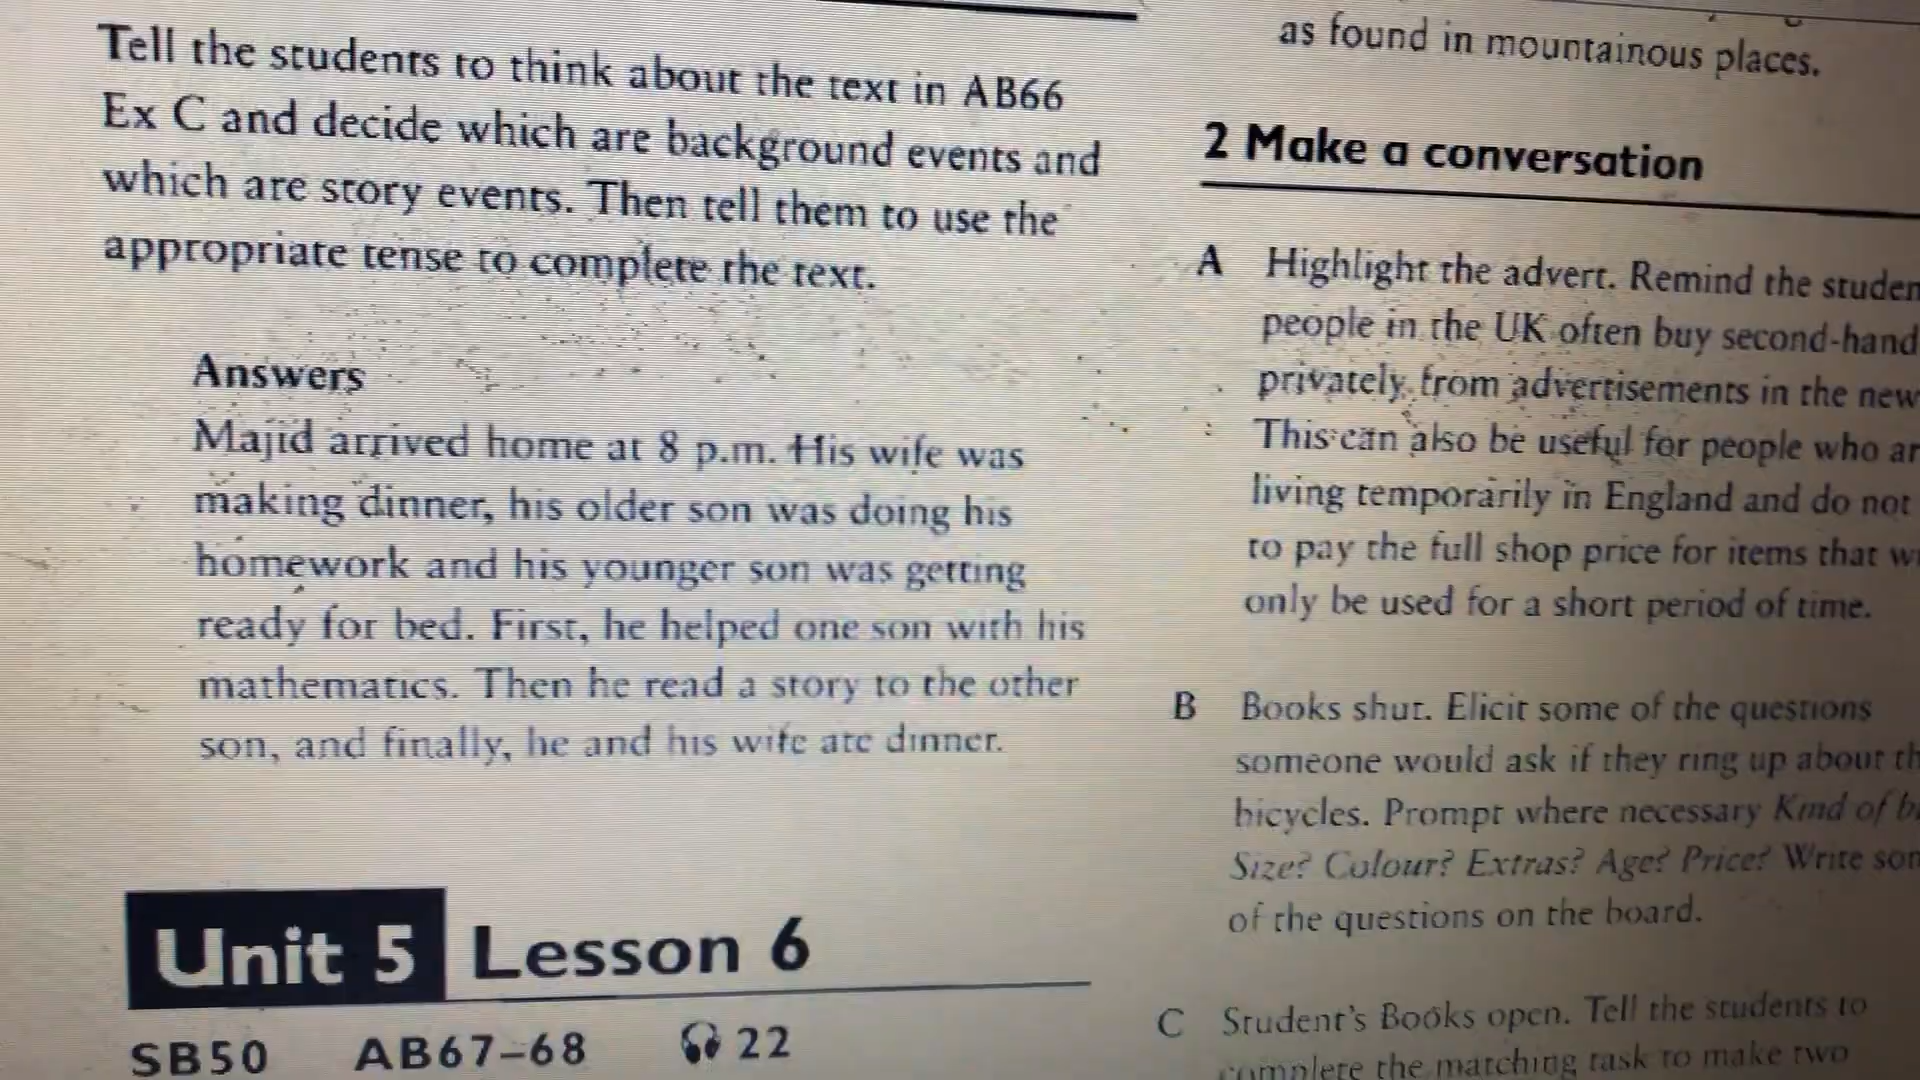 Tell the students to think about the text in AB66
Ex C and decide which are background events and
which are story events. Then tell them to use the
appropriate tense to complete the text.
Answers
Majid arrived home at 8 p.m. His wife was
making dinner, his older son was doing his
homework and his younger son was getting
ready for bed. First, he helped one son with his
mathematics. Then he read a story to the other
son, and finally, he and his wife ate dinner.
Unit 5 Lesson 6
SB50 AB67–68 22
as found in mountainous places.
2 Make a conversation
A Highlight the advert. Remind the studen
people in the UK often buy second-hand
privately from advertisements in the new
This can also be useful for people who ar
living temporarily in England and do not
to pay the full shop price for items that w
only be used for a short period of time.
B Books shut. Elicit some of the questions
someone would ask if they ring up about th
bicycles. Prompt where necessary Kind of b
Size? Colour? Extras? Age? Price? Write som
of the questions on the board.
C Student's Books open. Tell the students to
complete the matching task to make two